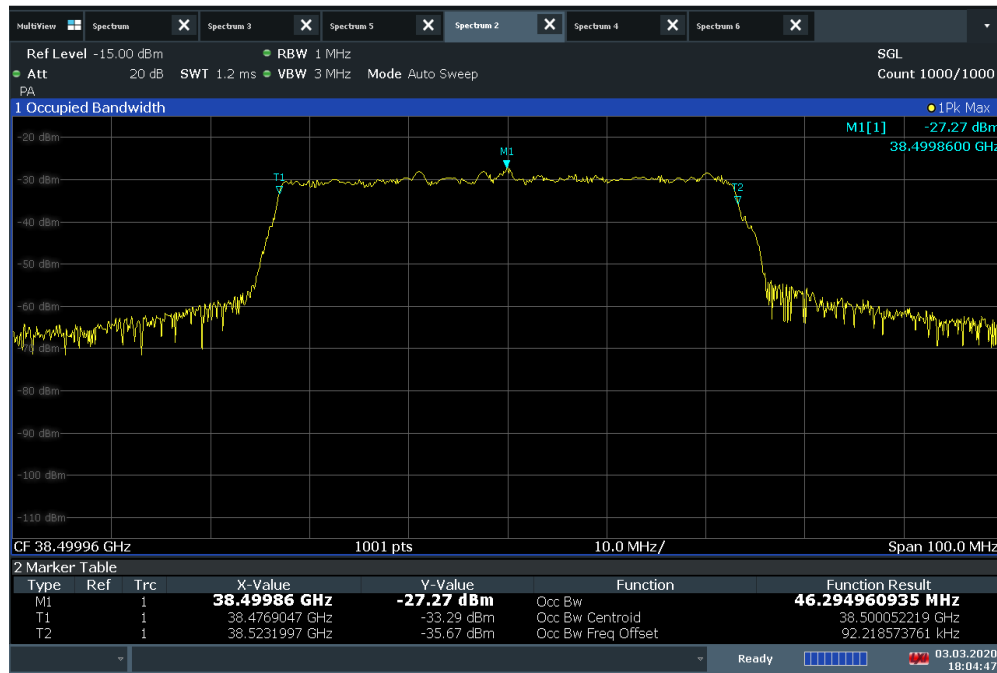 MultiView Spectrum X Spectrum 3 X Spectrum 5 X Spectrum 2 X Spectrum 4 X Spectrum 6 X
Ref Level -15.00 dBm RBW 1 MHz SGL
Att 20 dB SWT 1.2 ms VBW 3 MHz Mode Auto Sweep Count 1000/1000
PA
1 Occupied Bandwidth 1Pk Max
M1[1] -27.27 dBm
38.4998600 GHz
-20 dBm
M1
-30 dBm
T1
T2
-40 dBm
-50 dBm
-60 dBm
-70 dBm
-80 dBm
-90 dBm
-100 dBm
-110 dBm
CF 38.49996 GHz 1001 pts 10.0 MHz/ Span 100.0 MHz
2 Marker Table
Type Ref Trc X-Value Y-Value Function Function Result
M1 1 38.49986 GHz -27.27 dBm Occ Bw 46.294960935 MHz
T1 1 38.4769047 GHz -33.29 dBm Occ Bw Centroid 38.500052219 GHz
T2 1 38.5231997 GHz -35.67 dBm Occ Bw Freq Offset 92.218573761 kHz
Ready 03.03.2020
18:04:47